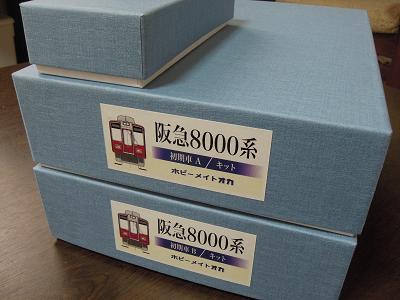 阪急8000系
初期車 A / キット
ホビーメイトオカ
阪急8000系
初期車 B / キット
ホビーメイトオカ